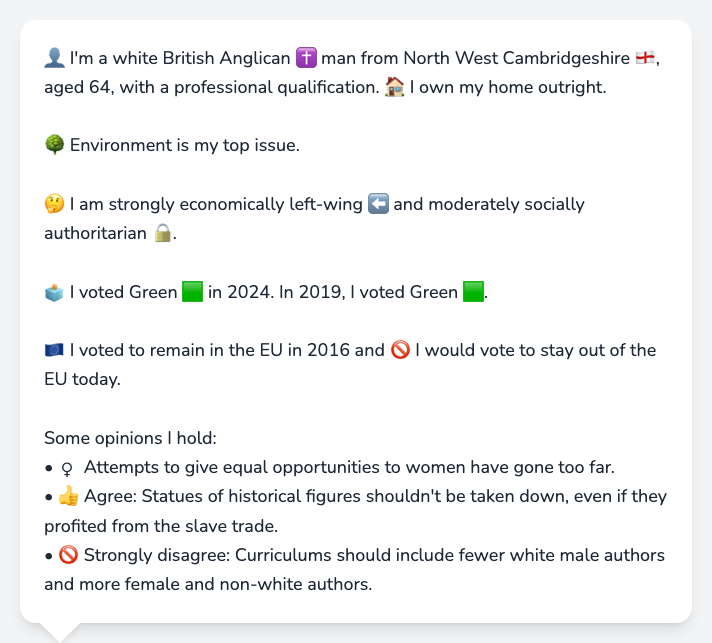 👤 I'm a white British Anglican ✝️ man from North West Cambridgeshire 🏴󠁧󠁢󠁥󠁮󠁧󠁿,
aged 64, with a professional qualification. 🏠 I own my home outright.
🌳 Environment is my top issue.
🤔 I am strongly economically left-wing ⬅️ and moderately socially
authoritarian 🔒.
🗳️ I voted Green 🟩 in 2024. In 2019, I voted Green 🟩.
🇪🇺 I voted to remain in the EU in 2016 and 🚫 I would vote to stay out of the
EU today.
Some opinions I hold:
• ♀ Attempts to give equal opportunities to women have gone too far.
• 👍 Agree: Statues of historical figures shouldn't be taken down, even if they
profited from the slave trade.
• 🚫 Strongly disagree: Curriculums should include fewer white male authors
and more female and non-white authors.